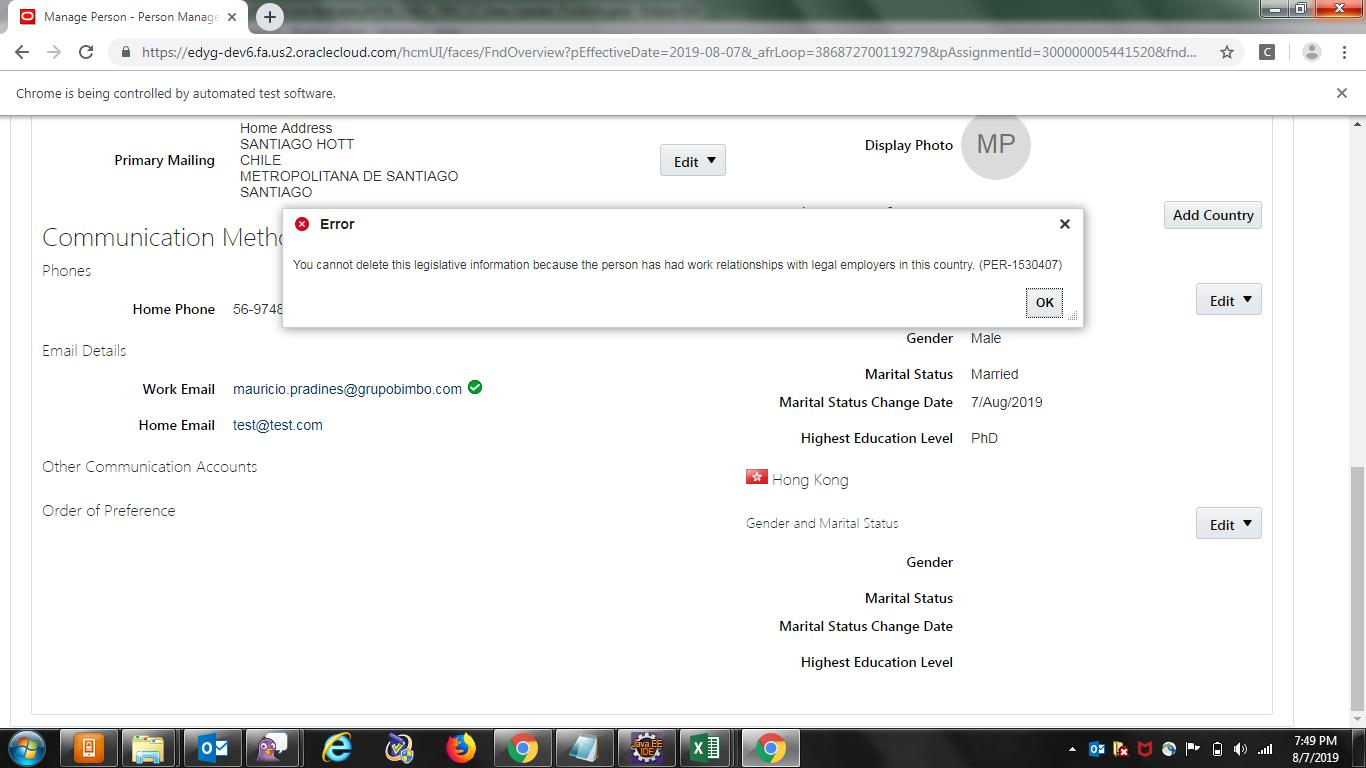 Manage Person - Person Manage
https://edyg-dev6.fa.us2.oraclecloud.com/hcmUI/faces/FndOverview?pEffectiveDate=2019-08-07&_afrLoop=386872700119279&pAssignmentId=300000005441520&fnd...
Chrome is being controlled by automated test software.
Home Address
SANTIAGO HOTT
Primary Mailing
CHILE
METROPOLITANA DE SANTIAGO
SANTIAGO
Edit
Display Photo
MP
Add Country
Error
You cannot delete this legislative information because the person has had work relationships with legal employers in this country. (PER-1530407)
OK
Communication Meth
Phones
Home Phone 56-9748
Email Details
Work Email mauricio.pradines@grupobimbo.com
Home Email test@test.com
Other Communication Accounts
Order of Preference
Edit
Gender Male
Marital Status Married
Marital Status Change Date 7/Aug/2019
Highest Education Level PhD
Hong Kong
Gender and Marital Status
Edit
Gender
Marital Status
Marital Status Change Date
Highest Education Level
Java EE
IDE
7:49 PM
8/7/2019